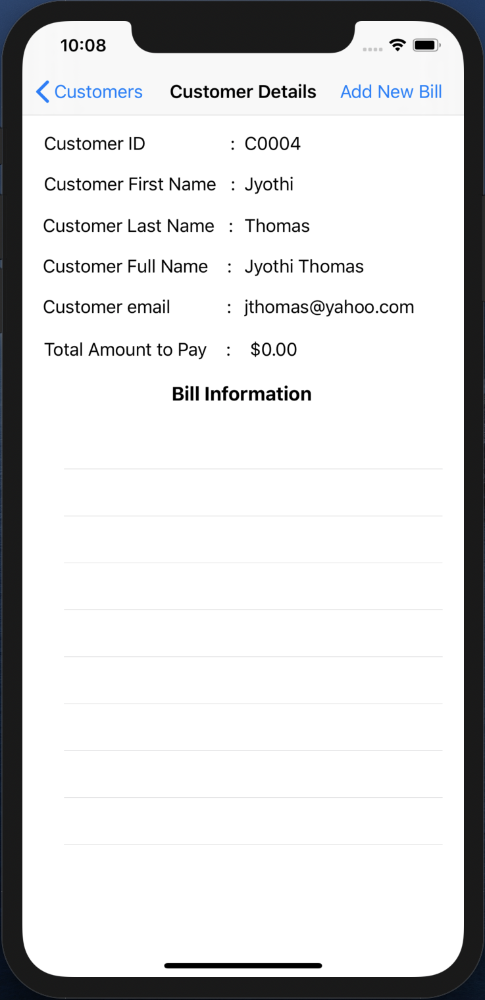 10:08
Customers Customer Details Add New Bill
Customer ID : C0004
Customer First Name : Jyothi
Customer Last Name : Thomas
Customer Full Name : Jyothi Thomas
Customer email : jthomas@yahoo.com
Total Amount to Pay : $0.00
Bill Information